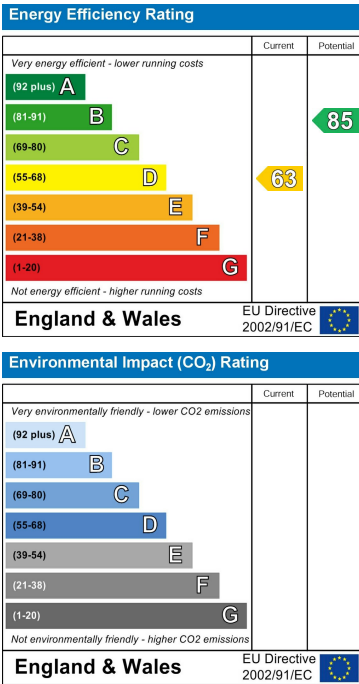 Energy Efficiency Rating
Current Potential
Very energy efficient - lower running costs
(92 plus) A
(81-91) B
85
(69-80) C
(55-68) D
63
(39-54) E
(21-38) F
(1-20) G
Not energy efficient - higher running costs
England & Wales
EU Directive
2002/91/EC
Environmental Impact (CO₂) Rating
Current Potential
Very environmentally friendly - lower CO2 emissions
(92 plus) A
(81-91) B
(69-80) C
(55-68) D
(39-54) E
(21-38) F
(1-20) G
Not environmentally friendly - higher CO2 emissions
England & Wales
EU Directive
2002/91/EC